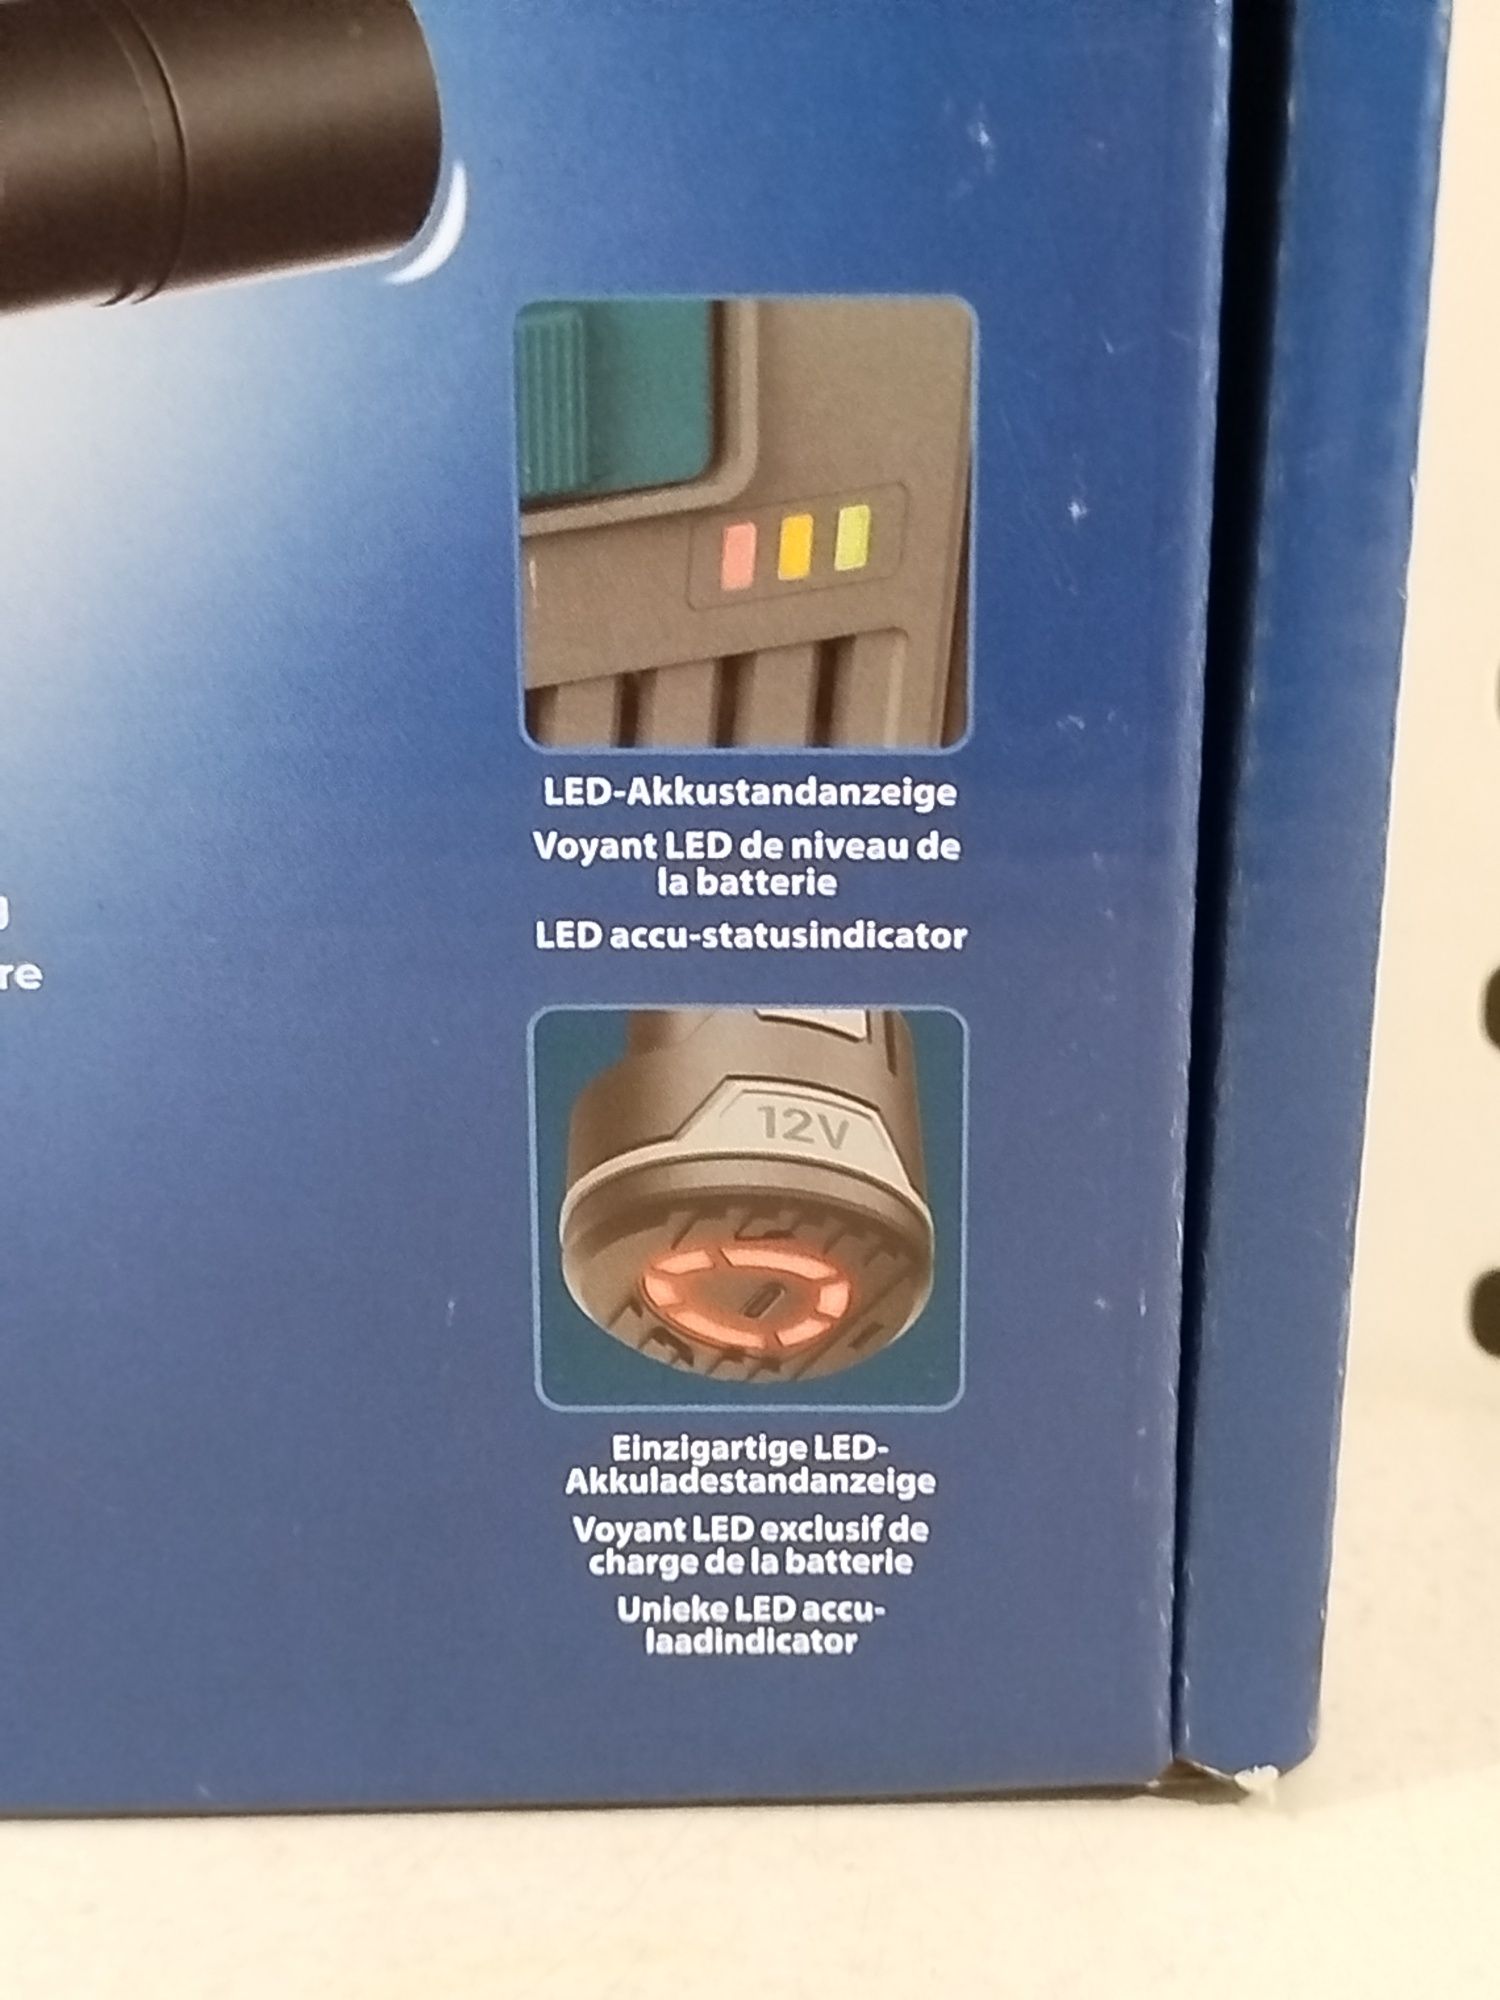 LED-Akkustandanzeige
Voyant LED de niveau de
la batterie
LED accu-statusindicator
re
12V
Einzigartige LED-
Akkuladestandanzeige
Voyant LED exclusif de
charge de la batterie
Unieke LED accu-
laadindicator